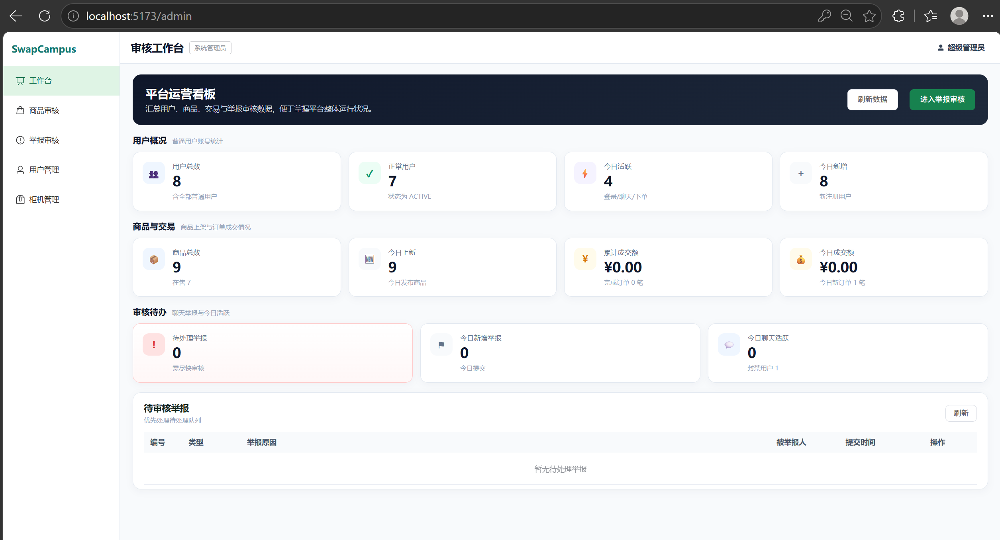 localhost:5173/admin
SwapCampus
工作台
商品审核
举报审核
用户管理
柜机管理
审核工作台 系统管理员
超级管理员
平台运营看板
汇总用户、商品、交易与举报审核数据，便于掌握平台整体运行状况。
刷新数据 进入举报审核
用户概况 普通用户账号统计
用户总数
8
含全部普通用户
正常用户
7
状态为 ACTIVE
今日活跃
4
登录/聊天/下单
+
今日新增
8
新注册用户
商品与交易 商品上架与订单成交情况
商品总数
9
在售 7
NEW
今日上新
9
今日发布商品
¥
累计成交额
¥0.00
完成订单 0 笔
今日成交额
¥0.00
今日新订单 1 笔
审核待办 聊天举报与今日活跃
!
待处理举报
0
需尽快审核
今日新增举报
0
今日提交
今日聊天活跃
0
封禁用户 1
待审核举报
优先处理待处理队列
刷新
编号 类型 举报原因 被举报人 提交时间 操作
暂无待处理举报